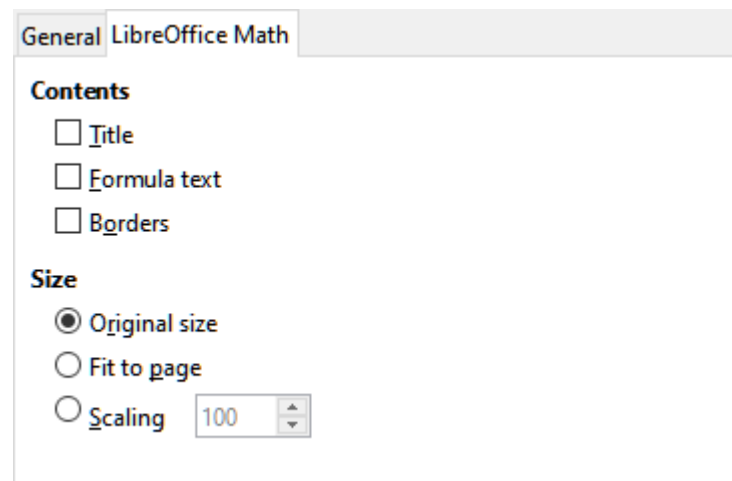 General LibreOffice Math
Contents
Title
Formula text
Borders
Size
Original size
Fit to page
Scaling 100